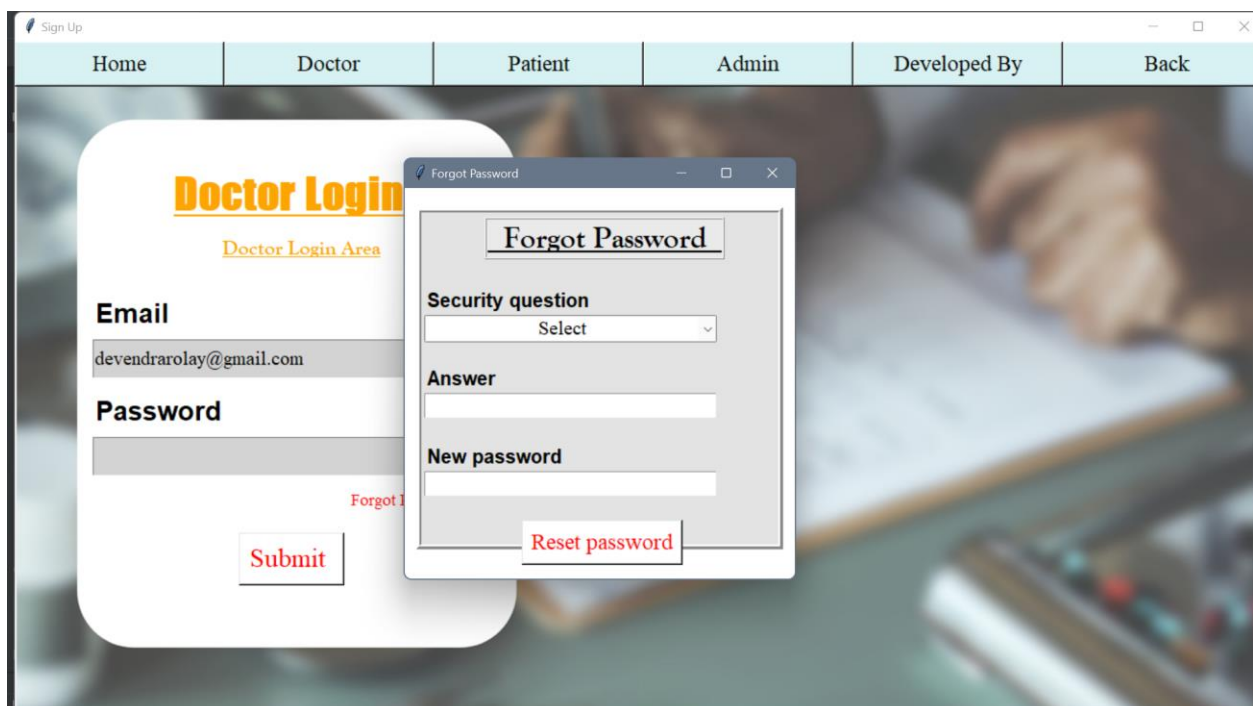 Sign Up
Home Doctor Patient Admin Developed By Back
Doctor Login
Doctor Login Area
Email
devendrarolay@gmail.com
Password
Forgot
Submit
Forgot Password
Forgot Password
Security question
Select
Answer
New password
Reset password